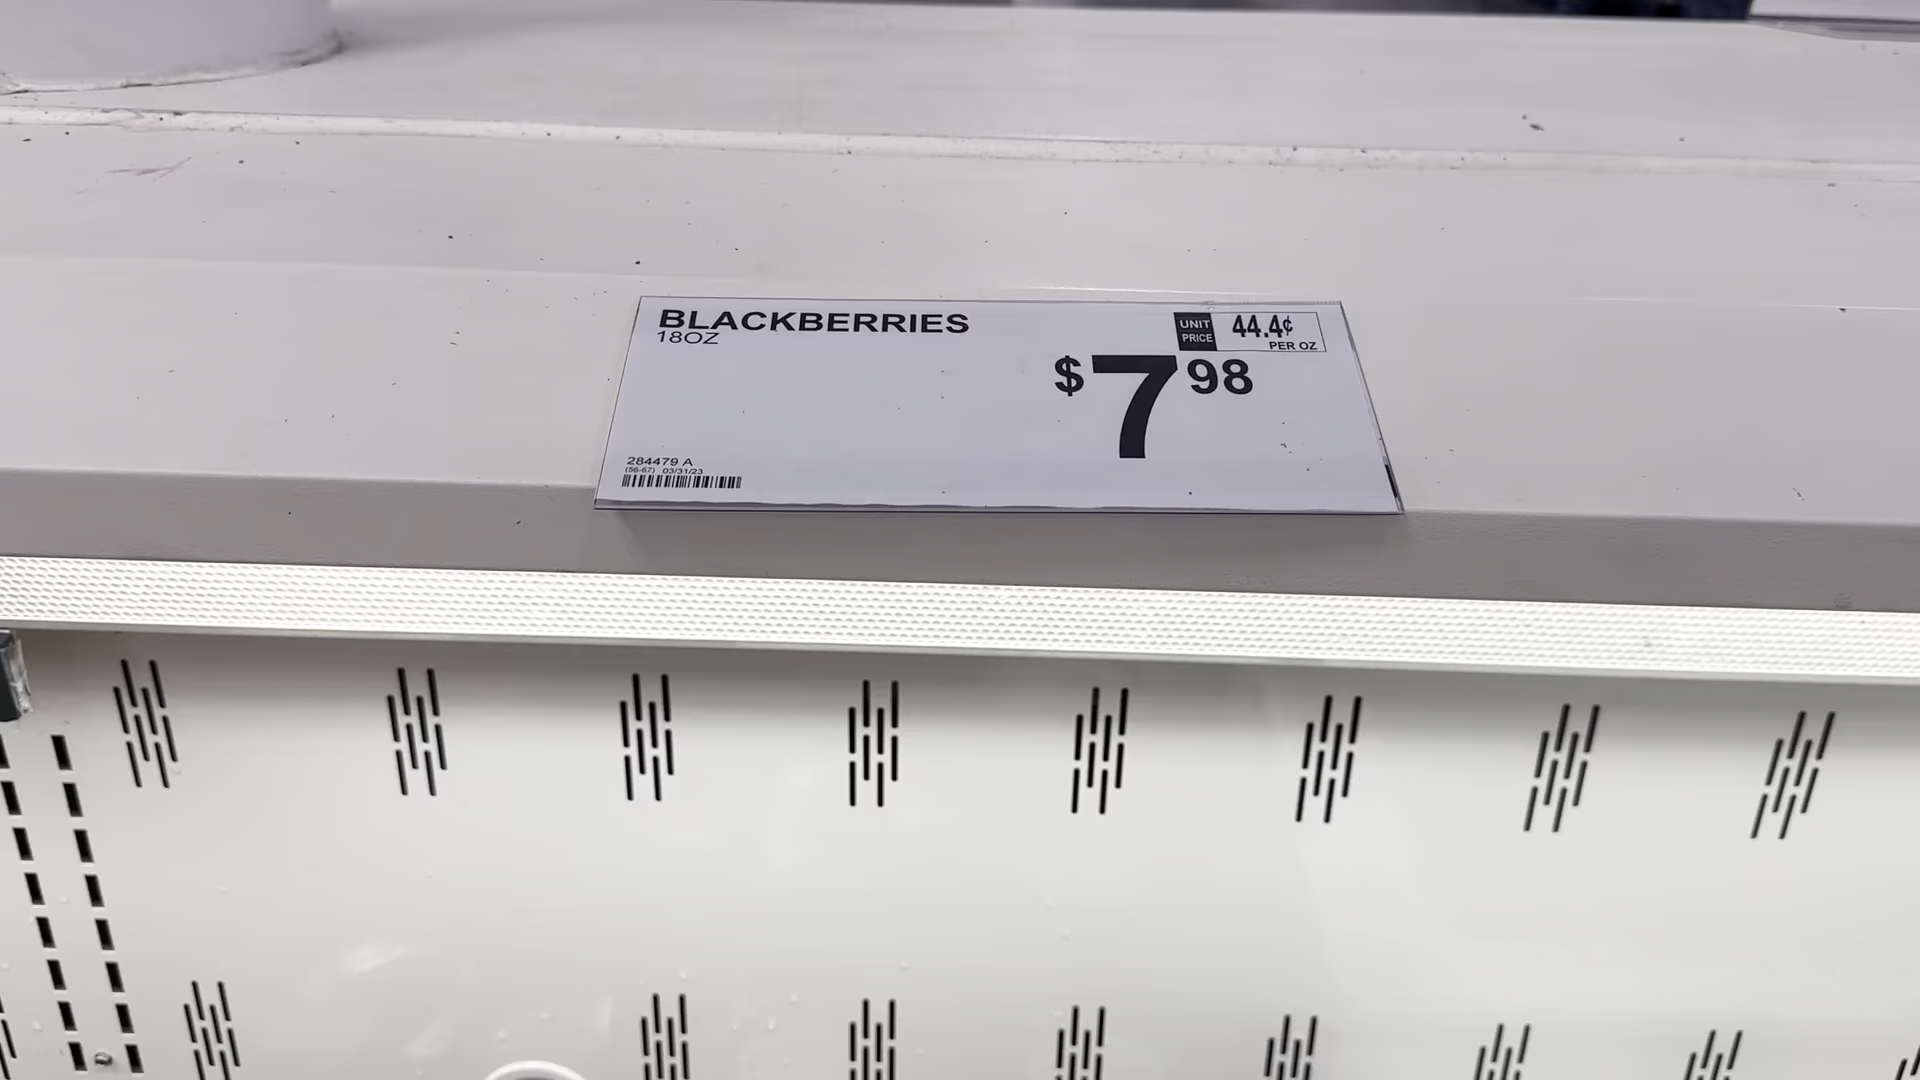 BLACKBERRIES
18OZ
UNIT PRICE
44.4¢
PER OZ
$7 98
284479 A
(56-67) 03/31/23